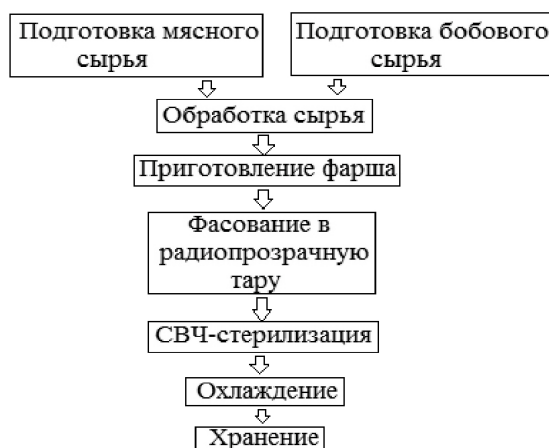 Подготовка мясного
сырья
Подготовка бобового
сырья
Обработка сырья
Приготовление фарша
Фасование в
радиопрозрачную
тару
СВЧ-стерилизация
Охлаждение
Хранение